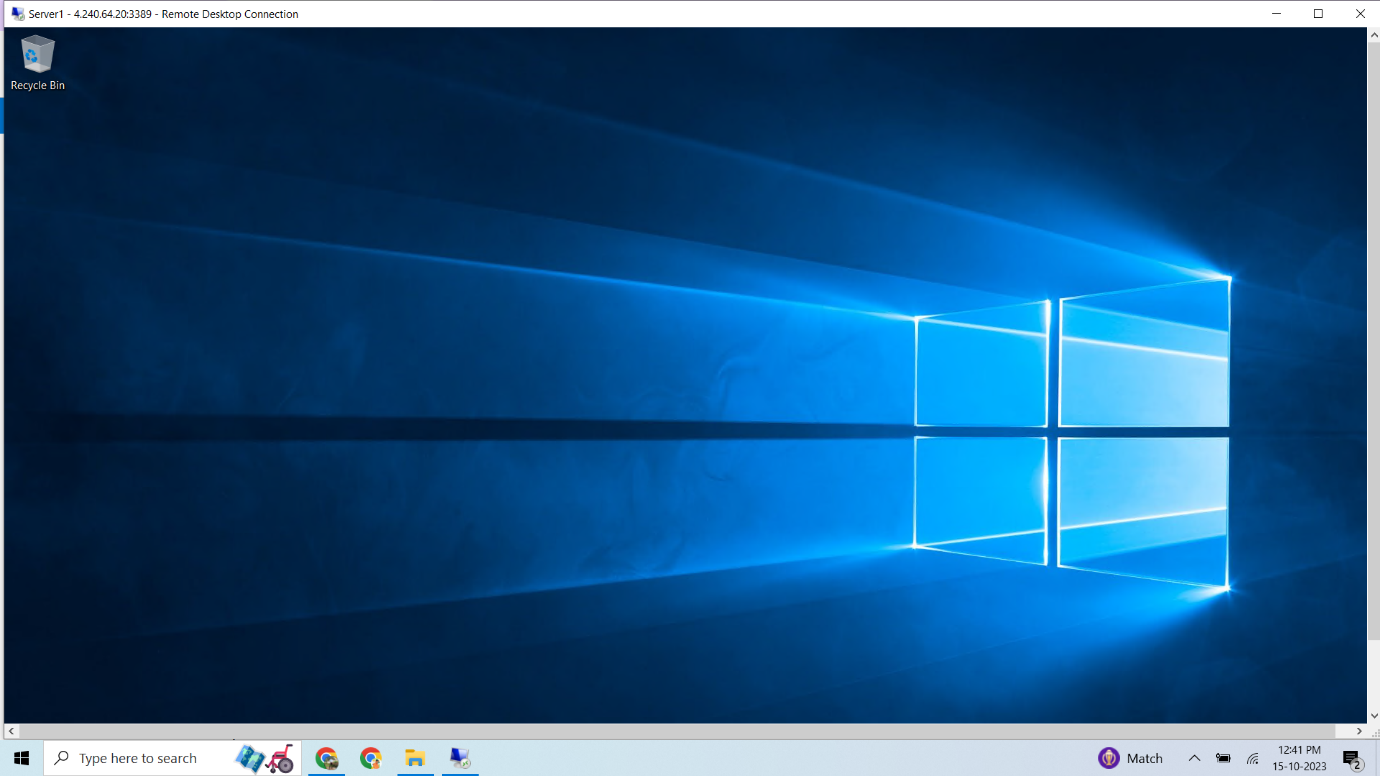 Server1 - 4.240.64.20:3389 - Remote Desktop Connection
Recycle Bin
Type here to search
Match
12:41 PM
15-10-2023
2